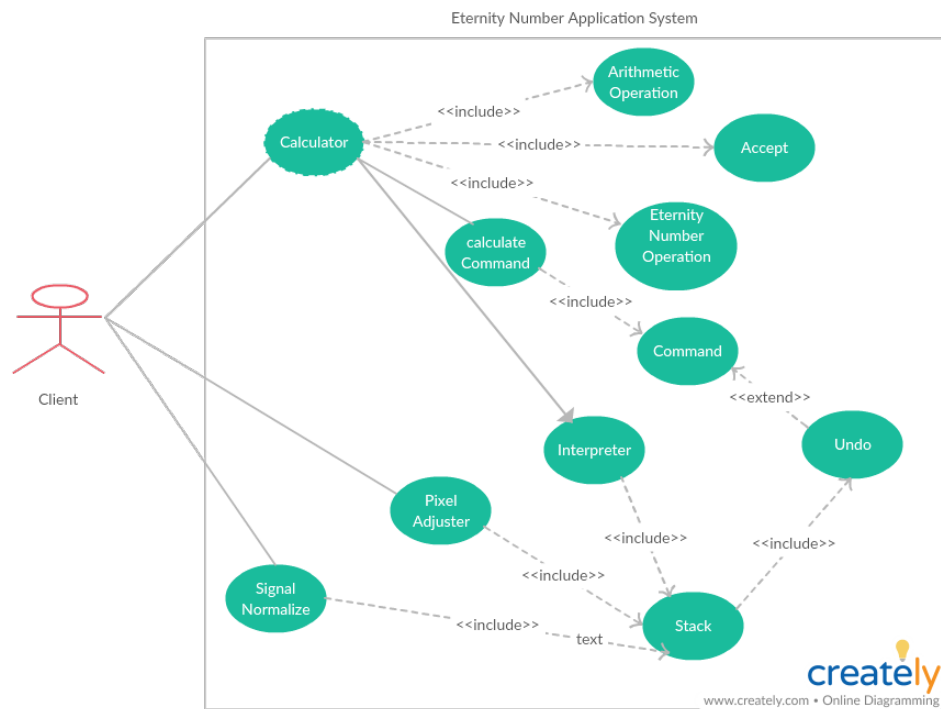 Eternity Number Application System
Arithmetic
Operation
<<include>>
Calculator
<<include>>
Accept
<<include>>
Eternity
Number
Operation
calculate
Command
<<include>>
Command
<<extend>>
Client
Interpreter
Undo
Pixel
Adjuster
<<include>>
<<include>>
<<include>>
Signal
Normalize
<<include>>
text
Stack
creately
www.creately.com • Online Diagramming